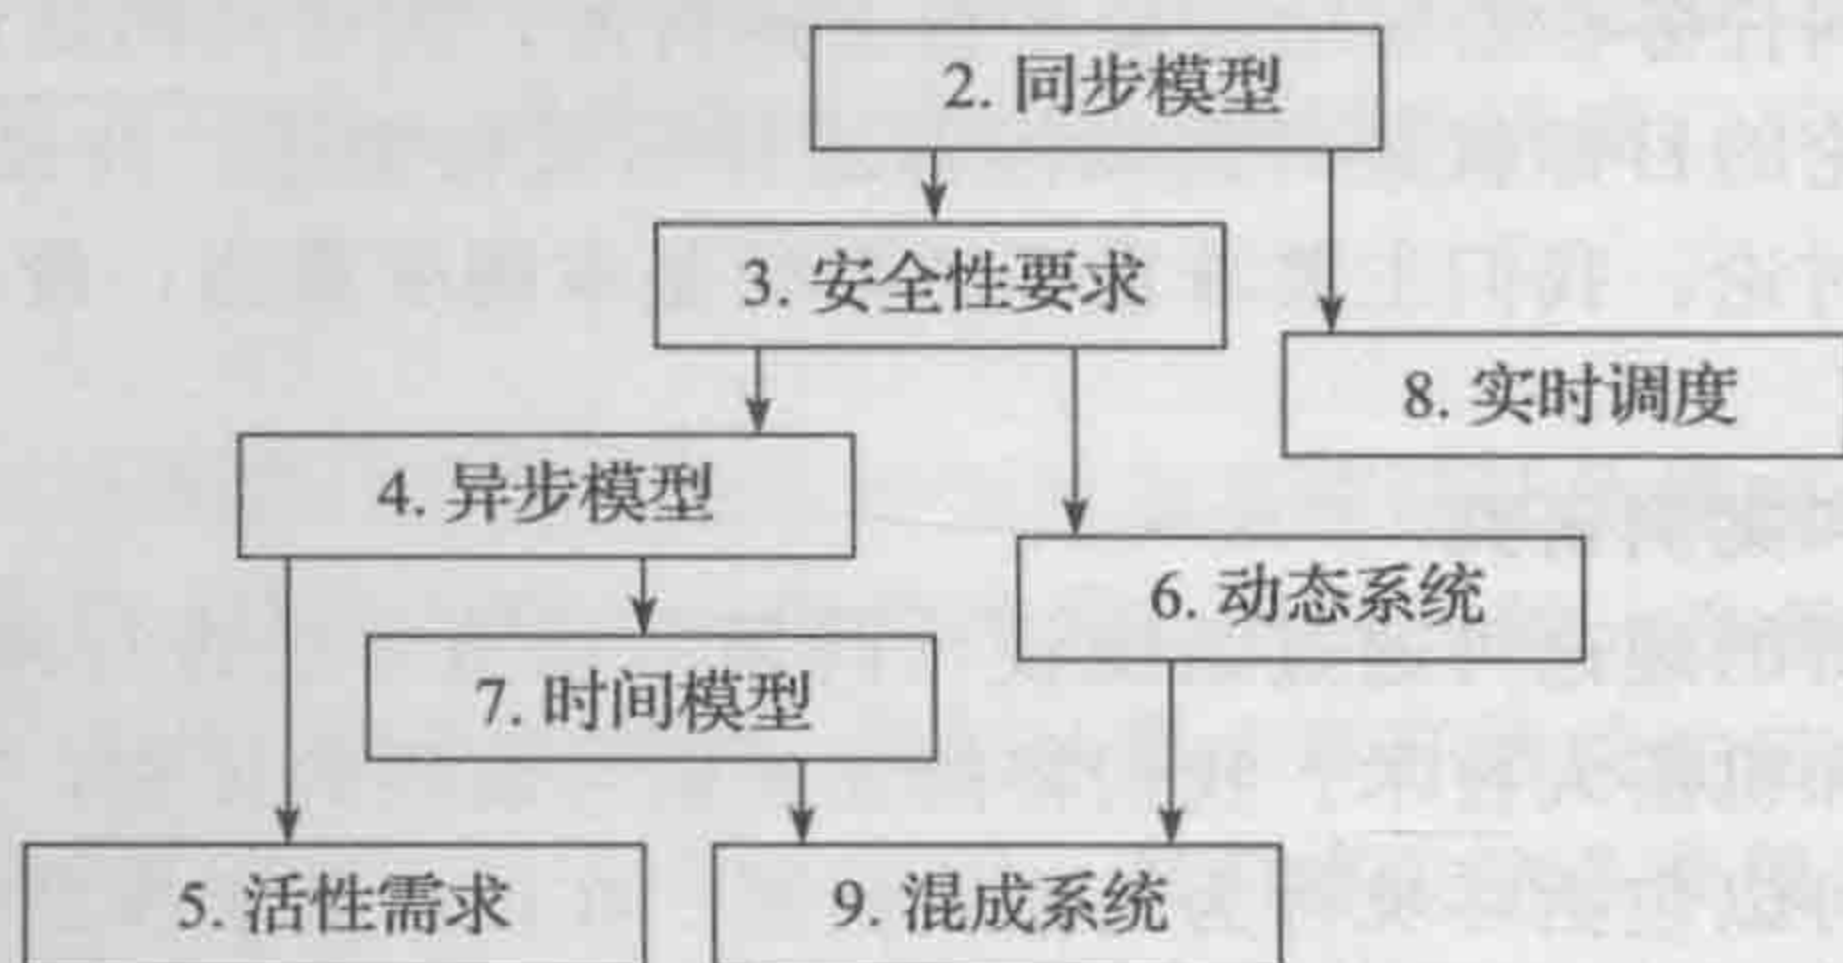 2. 同步模型
3. 安全性要求
8. 实时调度
4. 异步模型
6. 动态系统
7. 时间模型
5. 活性需求
9. 混成系统